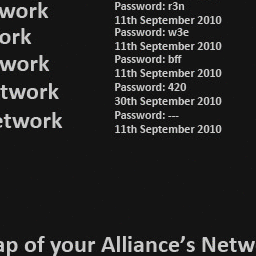 work
Password: r3n
11th September 2010
ork
Password: w3e
11th September 2010
work
Password: bff
11th September 2010
twork
Password: 420
30th September 2010
etwork
Password: ---
11th September 2010
ap of your Alliance's Netw